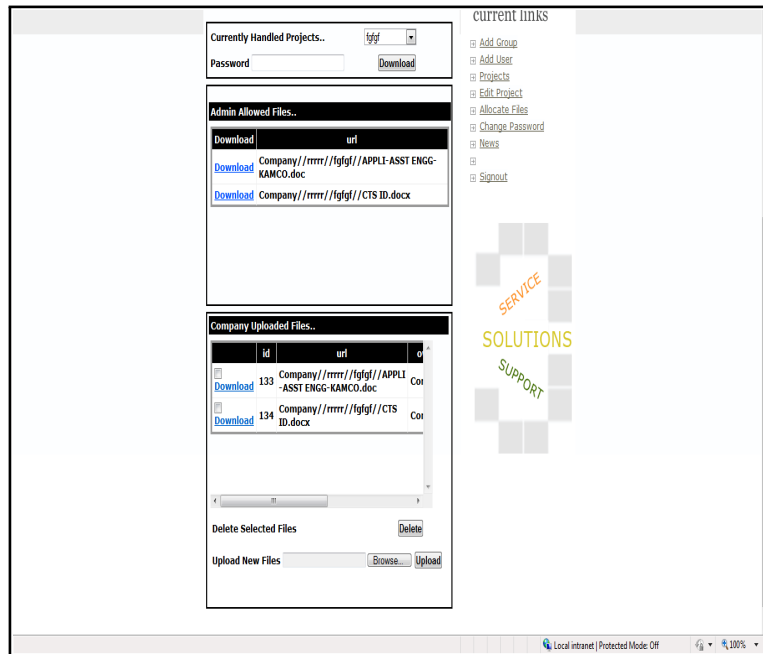 current links
Currently Handled Projects.. fgfgf
Password Download
Add Group
Add User
Projects
Edit Project
Allocate Files
Change Password
News
Signout
Admin Allowed Files..
Download url
Download Company//rrrrr//fgfgf//APPLI-ASST ENGG-
KAMCO.doc
Download Company//rrrrr//fgfgf//CTS ID.docx
SERVICE
SOLUTIONS
SUPPORT
Company Uploaded Files..
id url
Download 133 Company//rrrrr//fgfgf//APPLI
-ASST ENGG-KAMCO.doc
Download 134 Company//rrrrr//fgfgf//CTS
ID.docx
Delete Selected Files Delete
Upload New Files Browse... Upload
Local intranet | Protected Mode: Off 100%